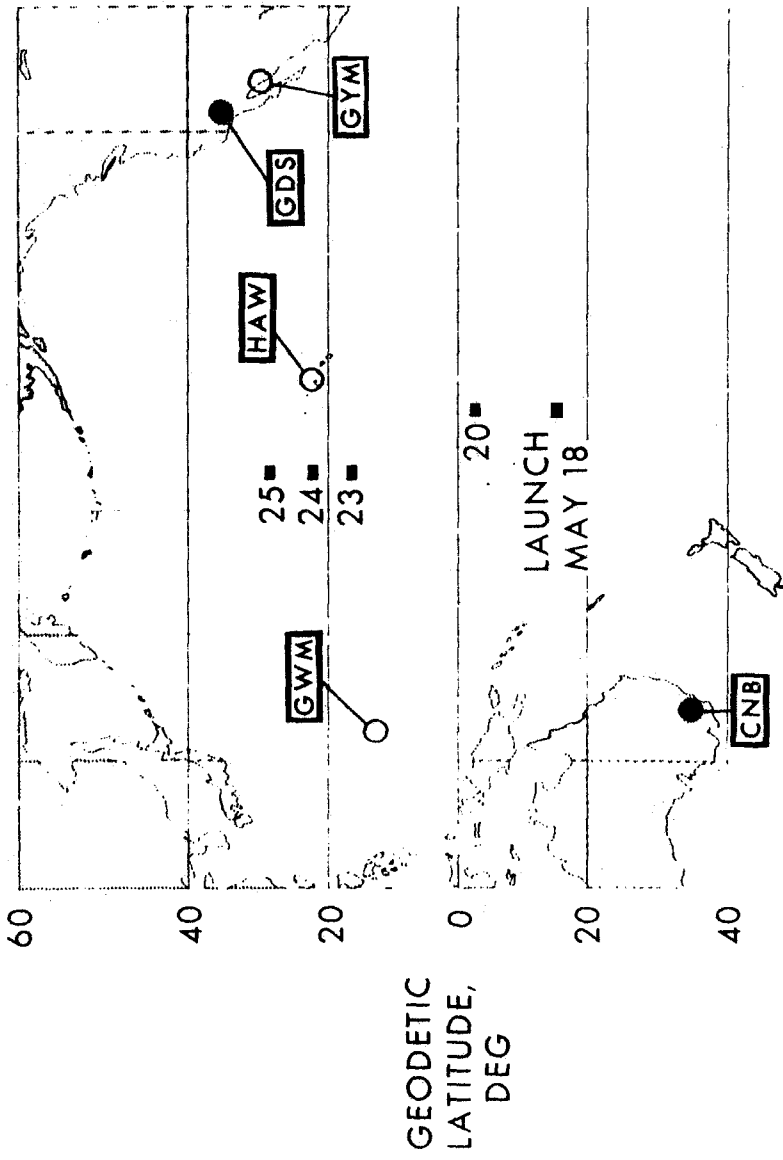 60
40
20
0
20
40
GEODETIC
LATITUDE,
DEG
GWM
HAW
GDS
GYM
CNB
25
24
23
20
LAUNCH
MAY 18